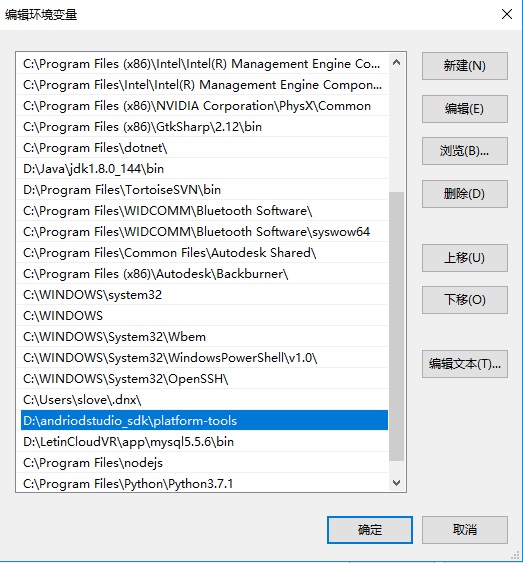 编辑环境变量
C:\Program Files (x86)\Intel\Intel(R) Management Engine Co...
C:\Program Files\Intel\Intel(R) Management Engine Compon...
C:\Program Files (x86)\NVIDIA Corporation\PhysX\Common
C:\Program Files (x86)\GtkSharp\2.12\bin
C:\Program Files\dotnet\
D:\Java\jdk1.8.0_144\bin
D:\Program Files\TortoiseSVN\bin
C:\Program Files\WIDCOMM\Bluetooth Software\
C:\Program Files\WIDCOMM\Bluetooth Software\syswow64
C:\Program Files\Common Files\Autodesk Shared\
C:\Program Files (x86)\Autodesk\Backburner\
C:\WINDOWS\system32
C:\WINDOWS
C:\WINDOWS\System32\Wbem
C:\WINDOWS\System32\WindowsPowerShell\v1.0\
C:\WINDOWS\System32\OpenSSH\
C:\Users\slove\.dnx\
D:\andriodstudio_sdk\platform-tools
D:\LetinCloudVR\app\mysql5.5.6\bin
C:\Program Files\nodejs
C:\Program Files\Python\Python3.7.1
新建(N)
编辑(E)
浏览(B)...
删除(D)
上移(U)
下移(O)
编辑文本(T)...
确定
取消